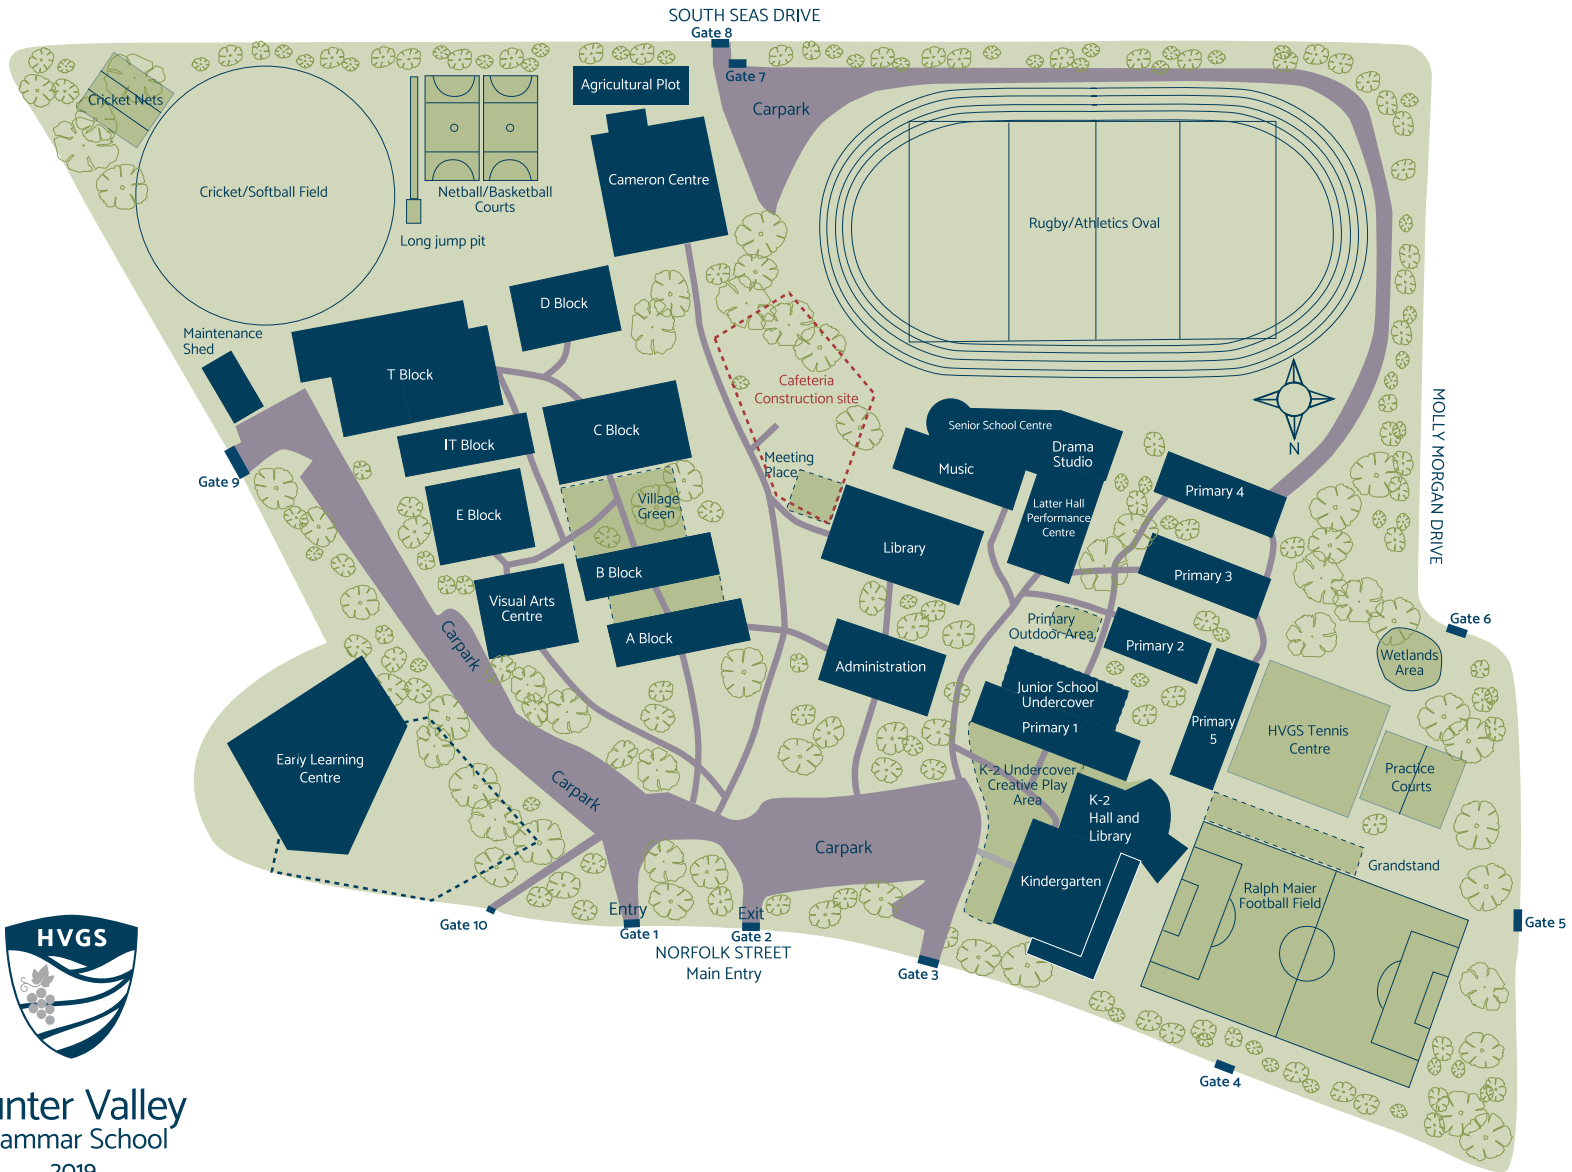 SOUTH SEAS DRIVE
Gate 8
Gate 7
Carpark
Agricultural Plot
Cricket Nets
Cameron Centre
Cricket/Softball Field
Netball/Basketball
Courts
Long jump pit
Rugby/Athletics Oval
D Block
Maintenance
Shed
T Block
Cafeteria
Construction site
MOLLY MORGAN DRIVE
N
C Block
IT Block
Senior School Centre
Drama
Studio
Music
Meeting
Place
Gate 9
E Block
Village
Green
Primary 4
Latter Hall
Performance
Centre
Library
B Block
Primary 3
Visual Arts
Centre
A Block
Primary
Outdoor Area
Primary 2
Gate 6
Wetlands
Area
Carpark
Administration
Junior School
Undercover
Primary 1
Primary
5
HVGS Tennis
Centre
Practice
Courts
Early Learning
Centre
Carpark
K-2 Undercover
Creative Play
Area
K-2
Hall and
Library
Carpark
Grandstand
Kindergarten
Ralph Maier
Football Field
Gate 5
Entry
Exit
Gate 10
Gate 1
Gate 2
NORFOLK STREET
Main Entry
Gate 3
Gate 4
HVGS
unter Valley
ammar School
2019